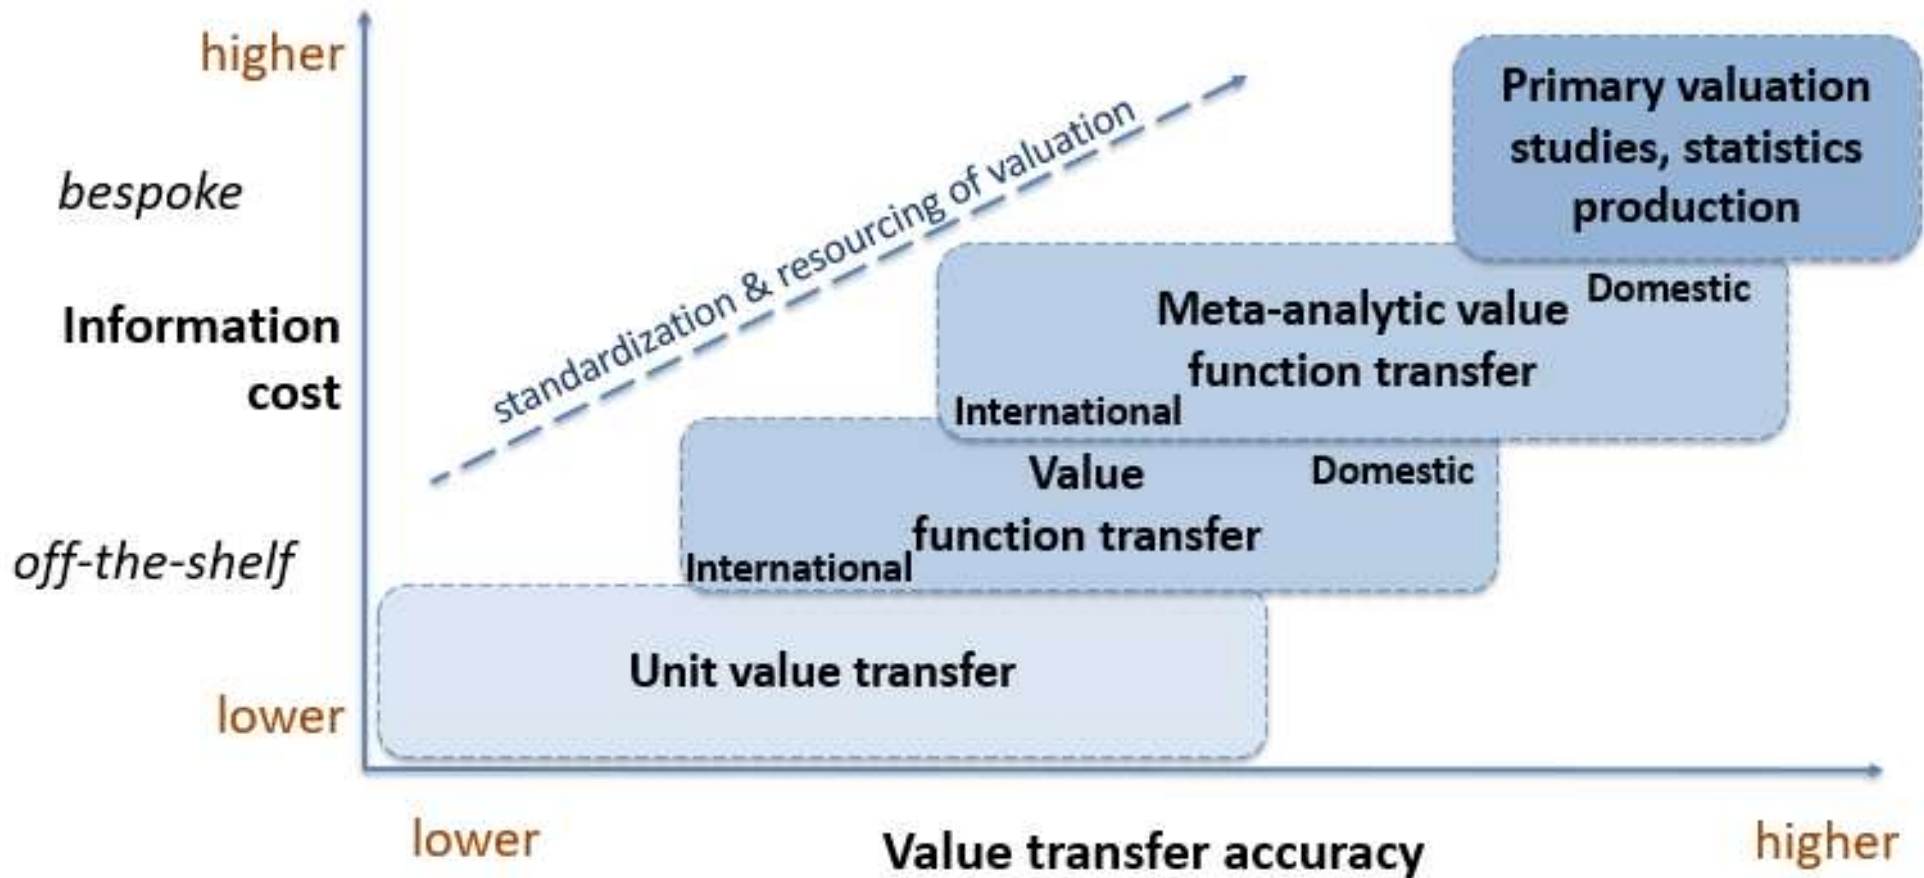 higher
bespoke
Information
cost
off-the-shelf
lower
standardization & resourcing of valuation
Primary valuation
studies, statistics
production
Domestic
Meta-analytic value
function transfer
International
Value
Domestic
function transfer
International
Unit value transfer
lower
Value transfer accuracy
higher